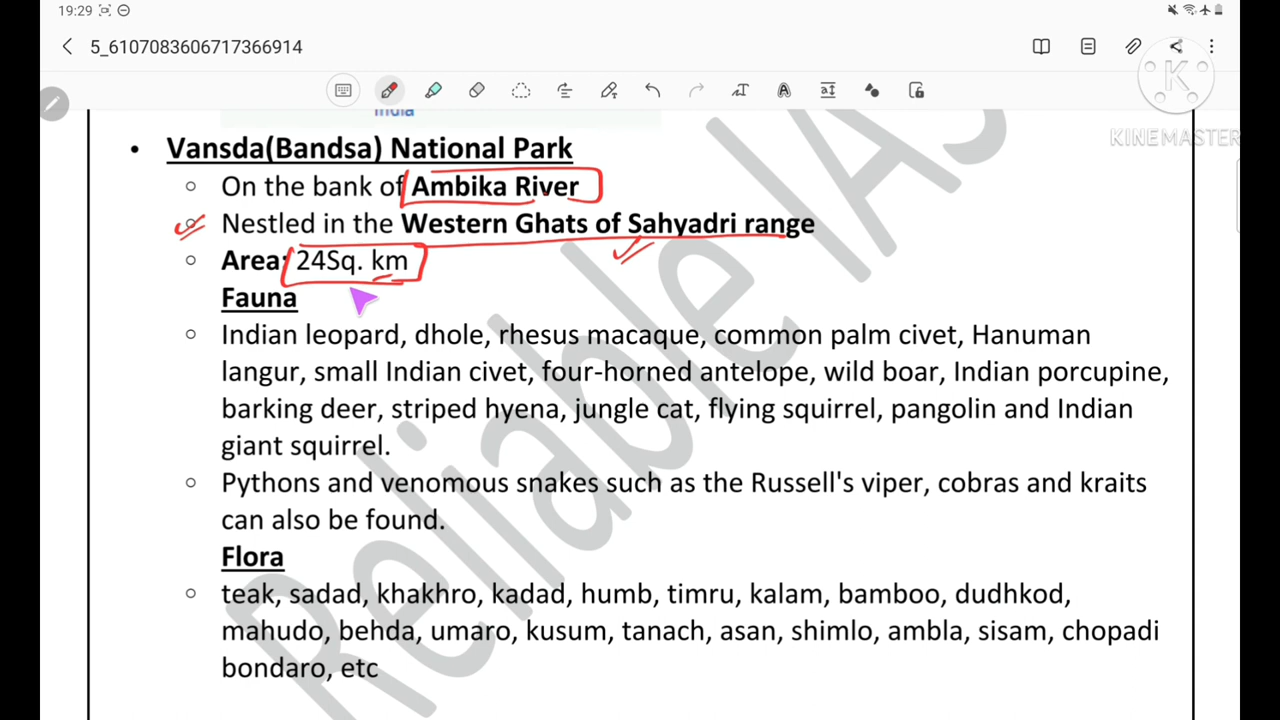 19:29
5_6107083606717366914
KINEMASTER
India
• Vansda(Bandsa) National Park
○ On the bank of Ambika River
○ Nestled in the Western Ghats of Sahyadri range
○ Area: 24Sq. km
Fauna
○ Indian leopard, dhole, rhesus macaque, common palm civet, Hanuman
langur, small Indian civet, four-horned antelope, wild boar, Indian porcupine,
barking deer, striped hyena, jungle cat, flying squirrel, pangolin and Indian
giant squirrel.
○ Pythons and venomous snakes such as the Russell's viper, cobras and kraits
can also be found.
Flora
○ teak, sadad, khakhro, kadad, humb, timru, kalam, bamboo, dudhkod,
mahudo, behda, umaro, kusum, tanach, asan, shimlo, ambla, sisam, chopadi
bondaro, etc
Reliable IAS